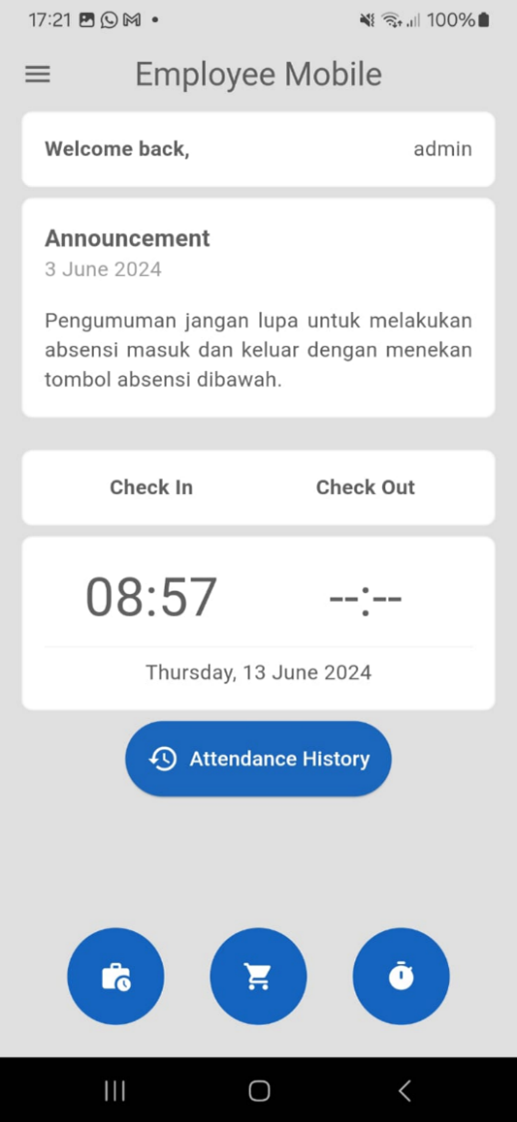 17:21 100%
Employee Mobile
Welcome back, admin
Announcement
3 June 2024
Pengumuman jangan lupa untuk melakukan
absensi masuk dan keluar dengan menekan
tombol absensi dibawah.
Check In Check Out
08:57 --:--
Thursday, 13 June 2024
Attendance History